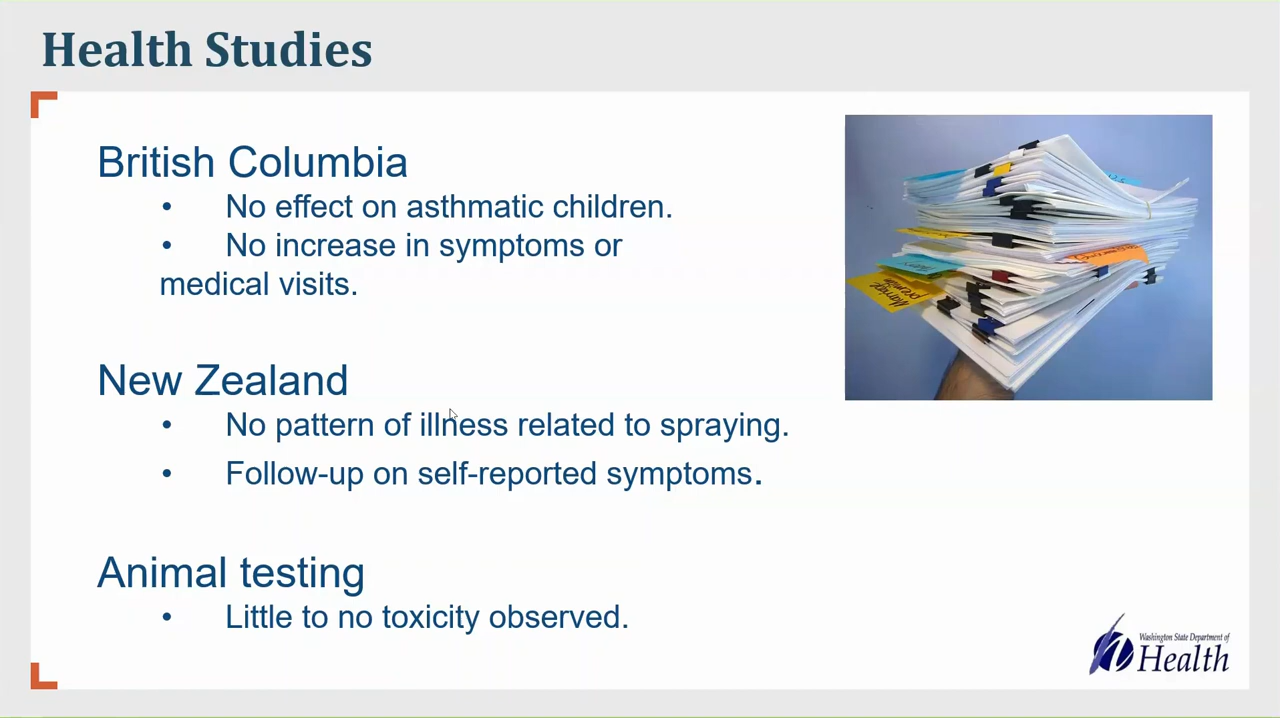 Health Studies
British Columbia
• No effect on asthmatic children.
• No increase in symptoms or
medical visits.
New Zealand
• No pattern of illness related to spraying.
• Follow-up on self-reported symptoms.
Animal testing
• Little to no toxicity observed.
Washington State Department of
Health